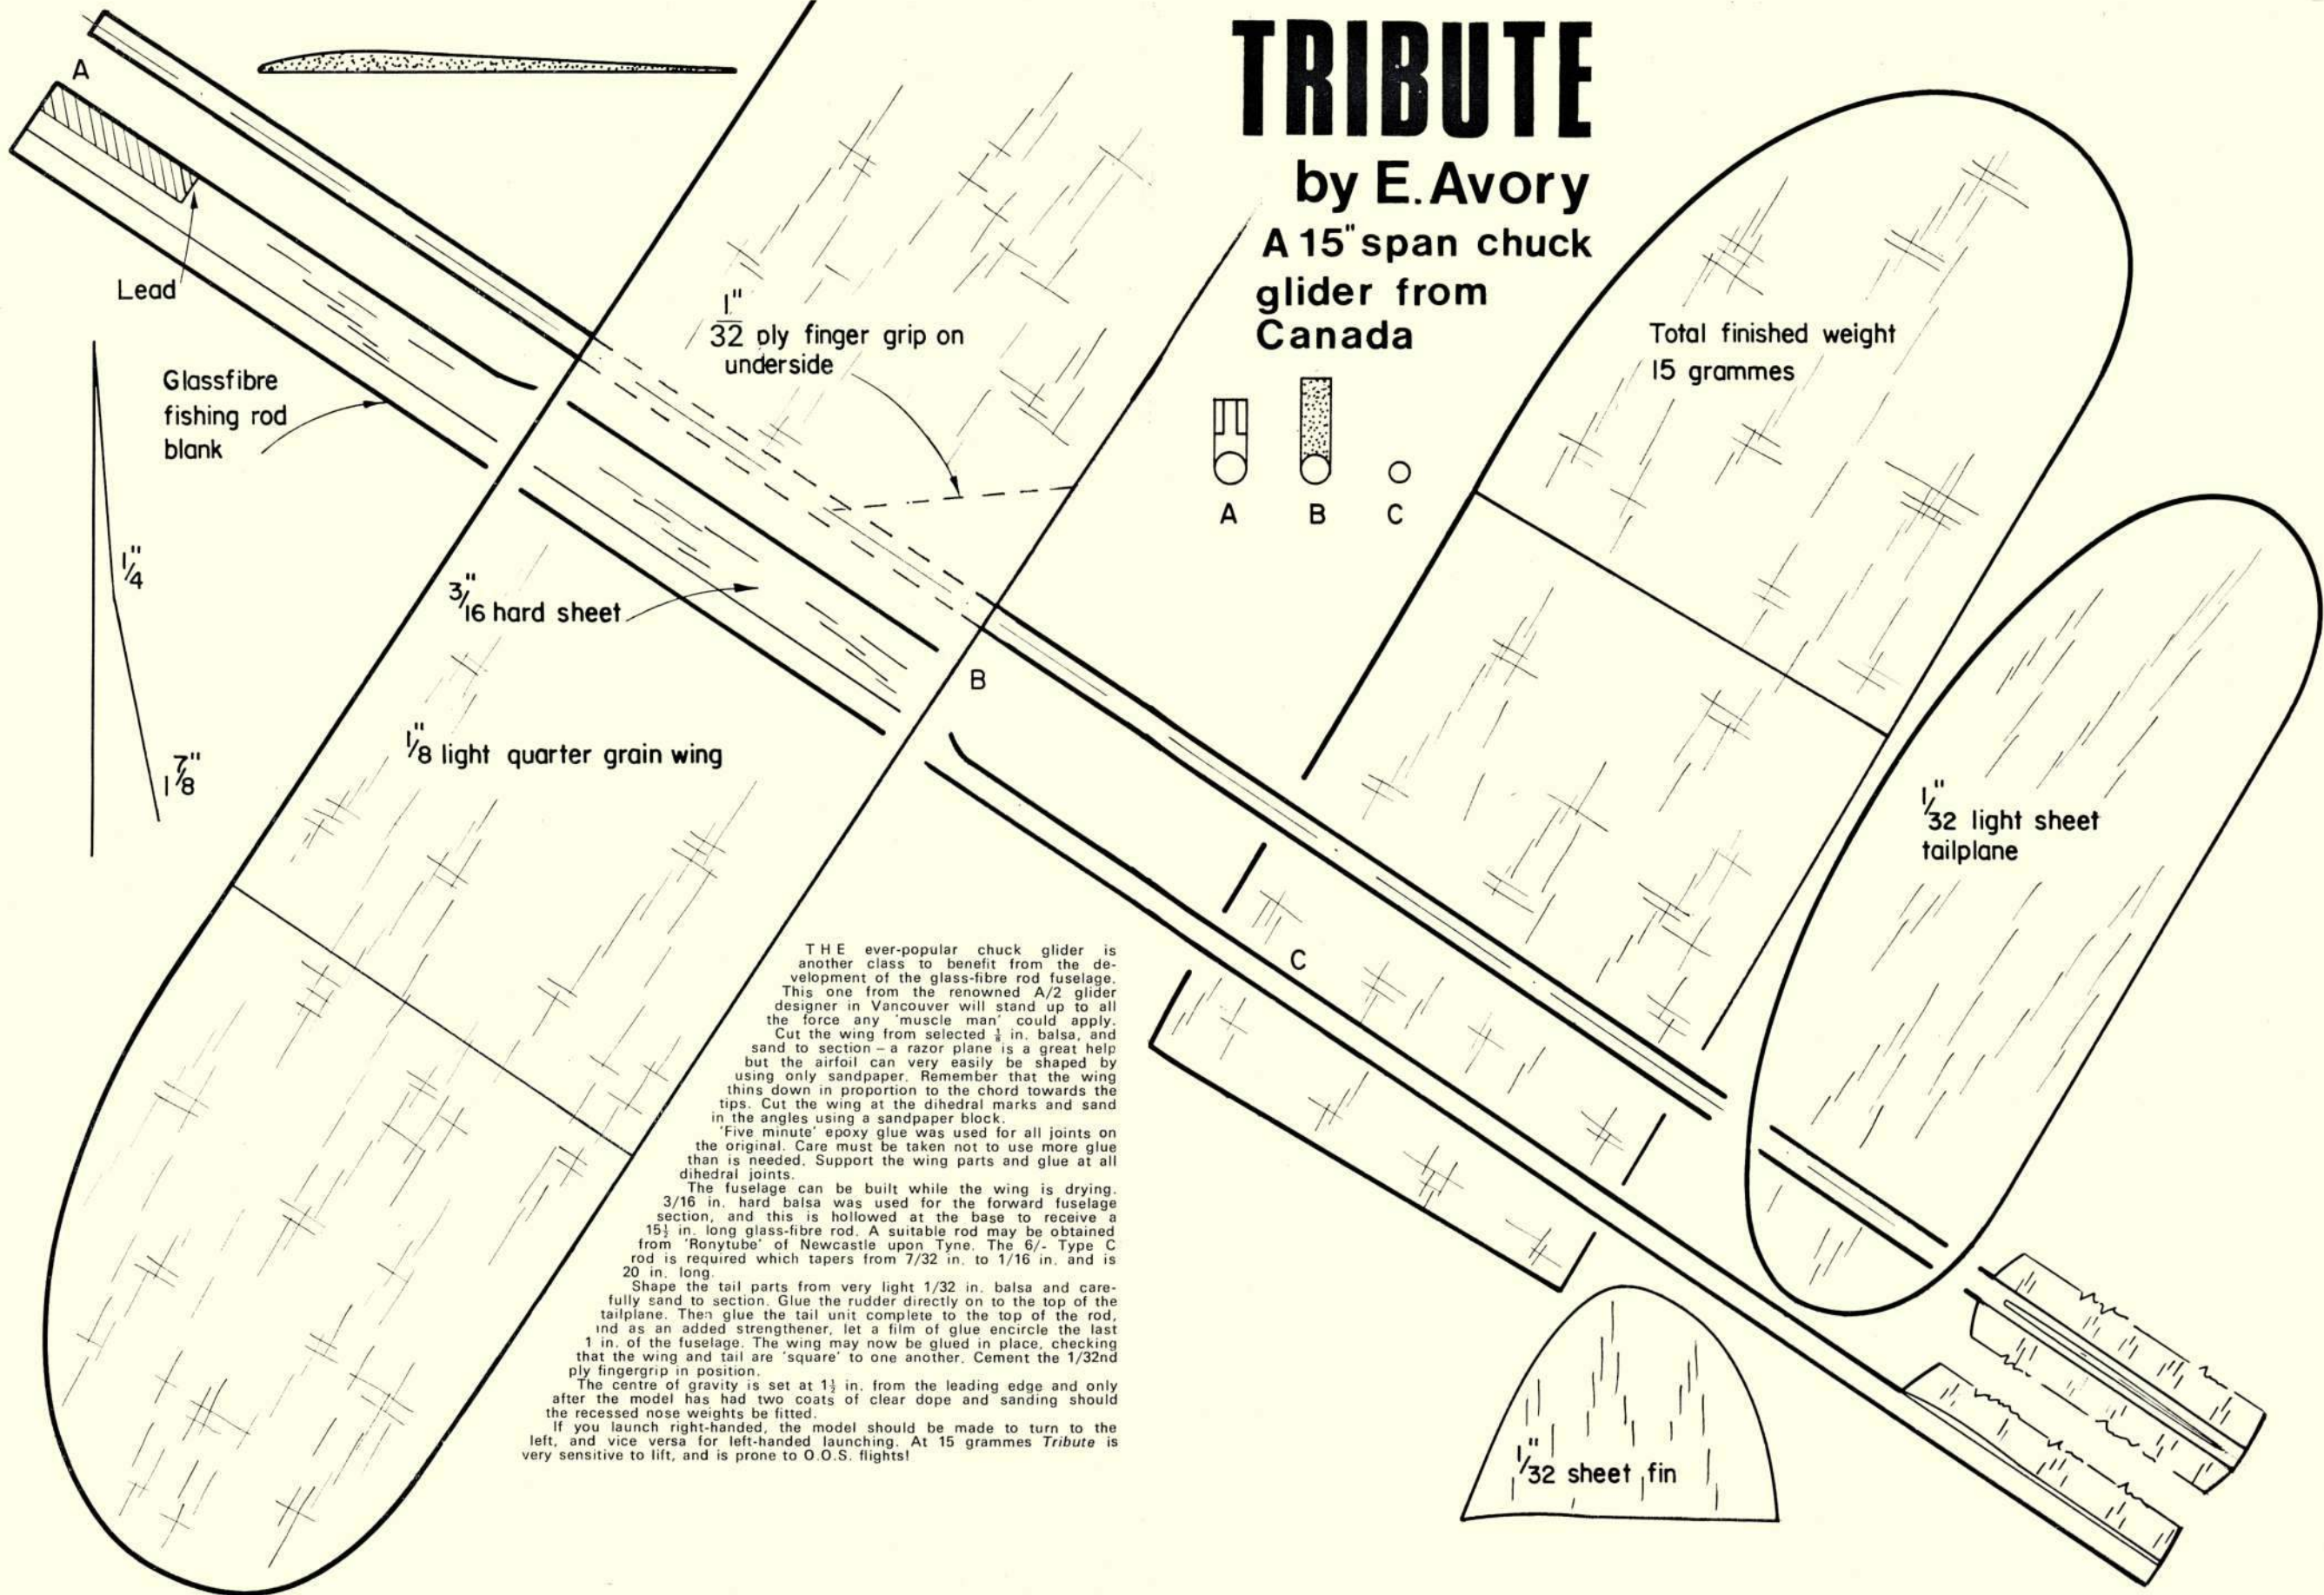 TRIBUTE
by E. Avory
A 15" span chuck
glider from
Canada
A
Lead
Glassfibre
fishing rod
blank
1/4"
1 7/8"
1"
32 ply finger grip on
underside
3/16" hard sheet
1/8" light quarter grain wing
A
B
C
Total finished weight
15 grammes
B
C
1/32" light sheet
tailplane
1/32" sheet fin
THE ever-popular chuck glider is
another class to benefit from the de-
velopment of the glass-fibre rod fuselage.
This one from the renowned A/2 glider
designer in Vancouver will stand up to all
the force any 'muscle man' could apply.
Cut the wing from selected ⅛ in. balsa, and
sand to section – a razor plane is a great help
but the airfoil can very easily be shaped by
using only sandpaper. Remember that the wing
thins down in proportion to the chord towards the
tips. Cut the wing at the dihedral marks and sand
in the angles using a sandpaper block.
'Five minute' epoxy glue was used for all joints on
the original. Care must be taken not to use more glue
than is needed. Support the wing parts and glue at all
dihedral joints.
The fuselage can be built while the wing is drying.
3/16 in. hard balsa was used for the forward fuselage
section, and this is hollowed at the base to receive a
15½ in. long glass-fibre rod. A suitable rod may be obtained
from 'Ronytube' of Newcastle upon Tyne. The 6/- Type C
rod is required which tapers from 7/32 in. to 1/16 in. and is
20 in. long.
Shape the tail parts from very light 1/32 in. balsa and care-
fully sand to section. Glue the rudder directly on to the top of the
tailplane. Then glue the tail unit complete to the top of the rod,
ind as an added strengthener, let a film of glue encircle the last
1 in. of the fuselage. The wing may now be glued in place, checking
that the wing and tail are 'square' to one another. Cement the 1/32nd
ply fingergrip in position.
The centre of gravity is set at 1½ in. from the leading edge and only
after the model has had two coats of clear dope and sanding should
the recessed nose weights be fitted.
If you launch right-handed, the model should be made to turn to the
left, and vice versa for left-handed launching. At 15 grammes Tribute is
very sensitive to lift, and is prone to O.O.S. flights!